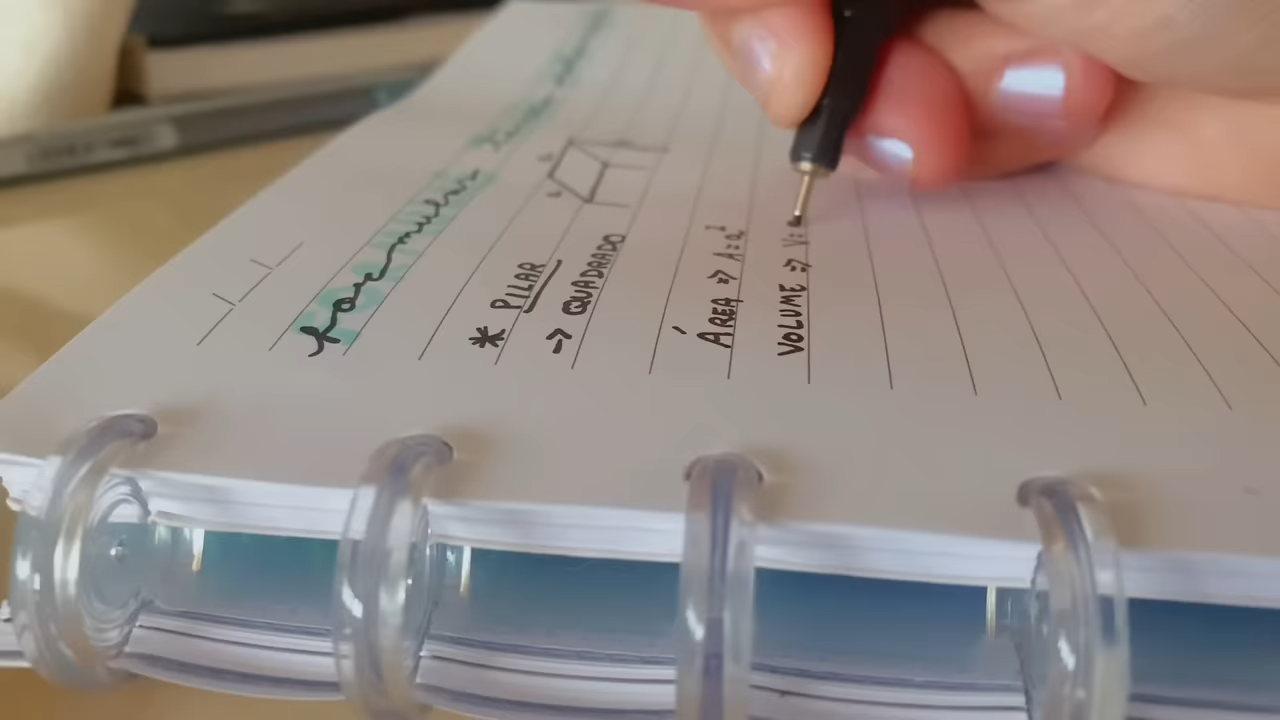 Formulas
* PILAR
-> QUADRADO
ÁREA => A=a²
VOLUME => V=